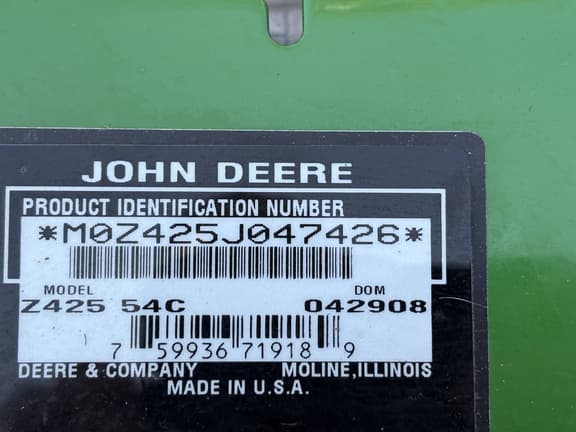 JOHN DEERE
PRODUCT IDENTIFICATION NUMBER
*M0Z425J047426*
MODEL DOM
Z425 54C 042908
7 59936 71918 9
DEERE & COMPANY MOLINE,ILLINOIS
MADE IN U.S.A.